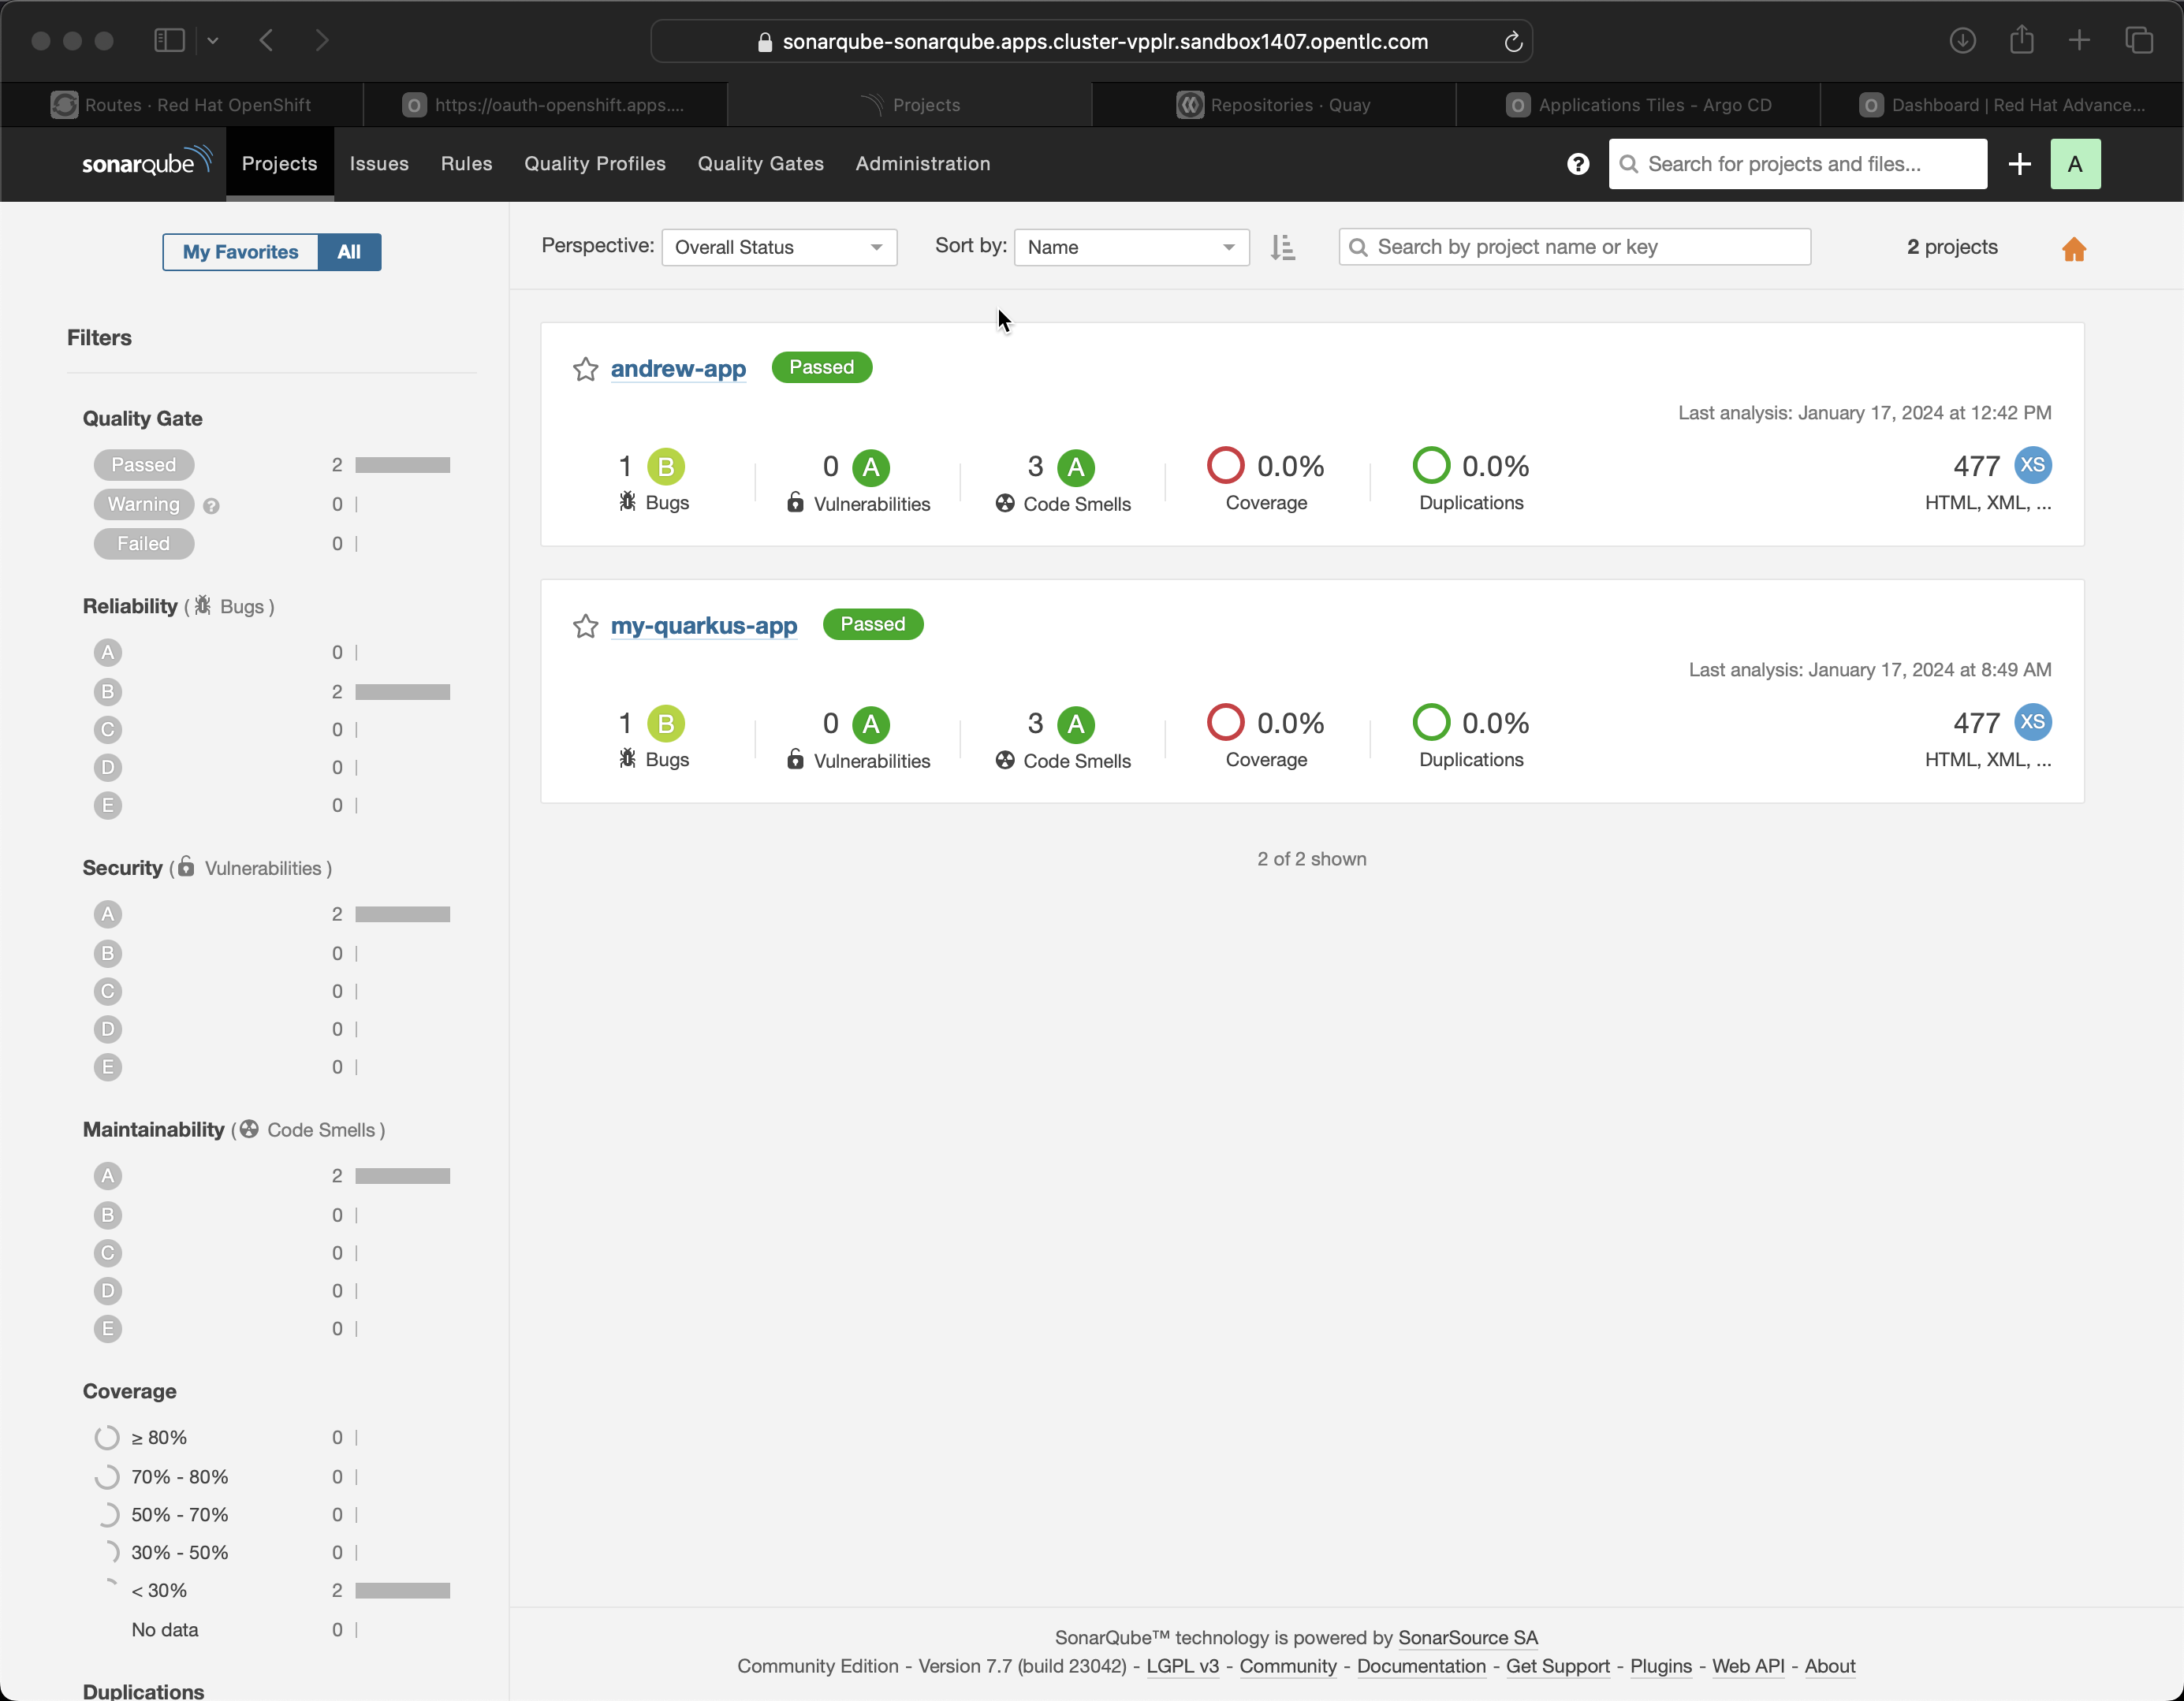 sonarqube-sonarqube.apps.cluster-vpplr.sandbox1407.opentlc.com
Routes · Red Hat OpenShift
O https://oauth-openshift.apps....
Projects
Repositories · Quay
O Applications Tiles - Argo CD
O Dashboard | Red Hat Advance...
sonarqube Projects Issues Rules Quality Profiles Quality Gates Administration ? Search for projects and files... A
My Favorites All
Perspective: Overall Status Sort by: Name Search by project name or key 2 projects
Filters
Quality Gate
Passed 2
Warning ? 0
Failed 0
Reliability ( Bugs )
A 0
B 2
C 0
D 0
E 0
Security ( Vulnerabilities )
A 2
B 0
C 0
D 0
E 0
Maintainability ( Code Smells )
A 2
B 0
C 0
D 0
E 0
Coverage
≥ 80% 0
70% - 80% 0
50% - 70% 0
30% - 50% 0
< 30% 2
No data 0
Duplications
andrew-app Passed
Last analysis: January 17, 2024 at 12:42 PM
1 B 0 A 3 A 0.0% 0.0% 477 XS
Bugs Vulnerabilities Code Smells Coverage Duplications HTML, XML, ...
my-quarkus-app Passed
Last analysis: January 17, 2024 at 8:49 AM
1 B 0 A 3 A 0.0% 0.0% 477 XS
Bugs Vulnerabilities Code Smells Coverage Duplications HTML, XML, ...
2 of 2 shown
SonarQube™ technology is powered by SonarSource SA
Community Edition - Version 7.7 (build 23042) - LGPL v3 - Community - Documentation - Get Support - Plugins - Web API - About